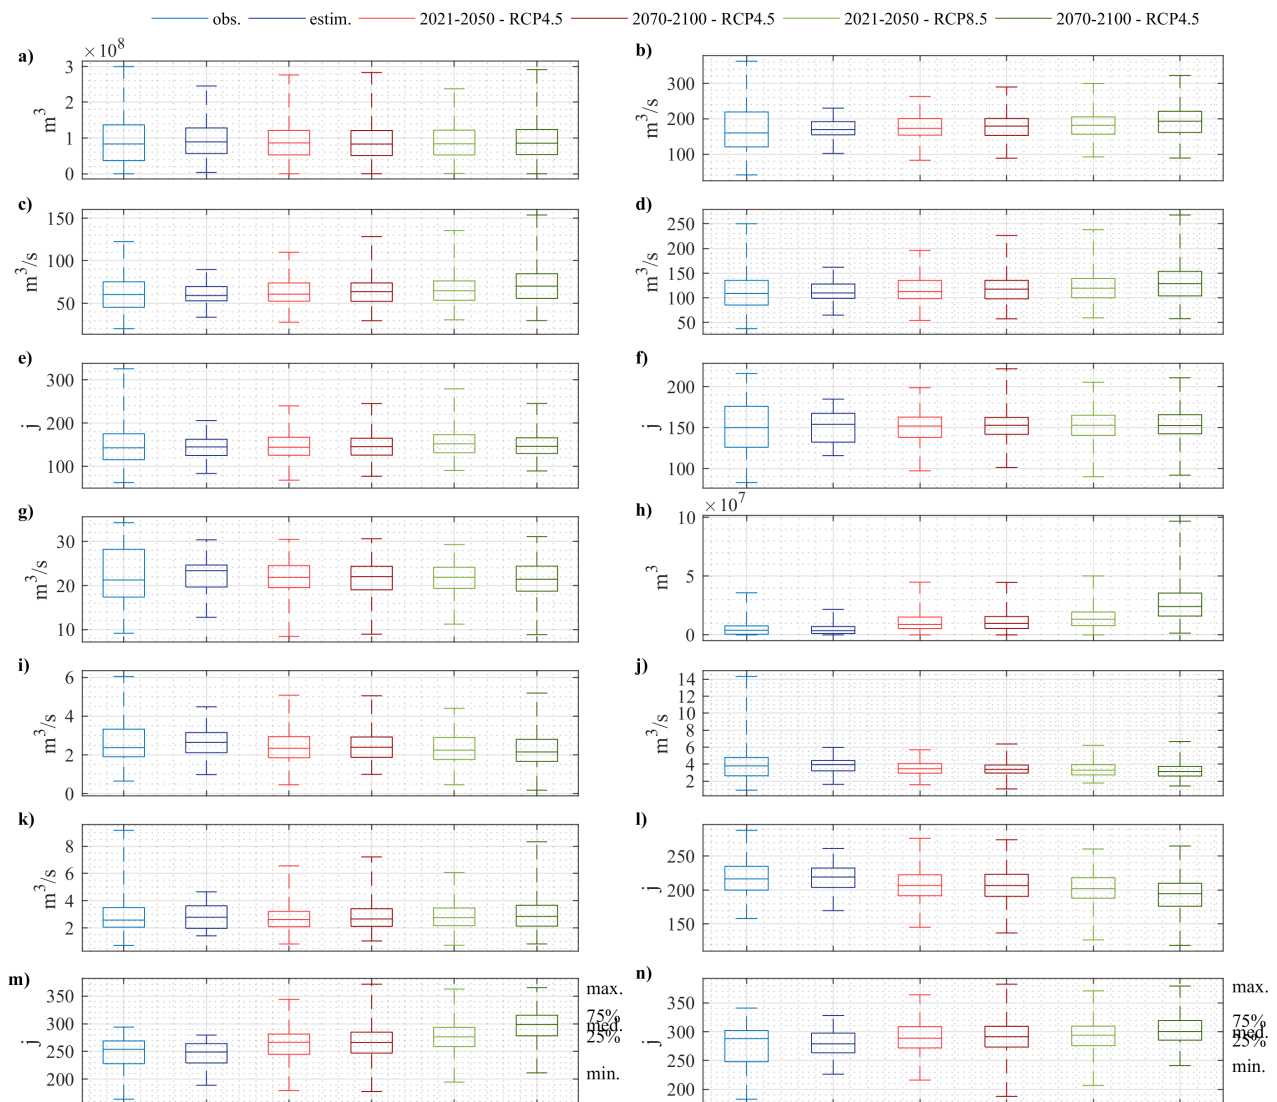 obs. estim. 2021-2050 - RCP4.5 2070-2100 - RCP4.5 2021-2050 - RCP8.5 2070-2100 - RCP4.5
a)
×10⁸
m³
3
2
1
0
b)
m³/s
300
200
100
c)
m³/s
150
100
50
d)
m³/s
250
200
150
100
50
e)
j
300
200
100
f)
j
200
150
100
g)
m³/s
30
20
10
h)
×10⁷
m³
10
5
0
i)
m³/s
6
4
2
0
j)
m³/s
14
12
10
8
6
4
2
k)
m³/s
8
6
4
2
l)
j
250
200
150
m)
j
350
300
250
200
max.
75%
med.
25%
min.
n)
j
350
300
250
200
max.
75%
med.
25%
min.